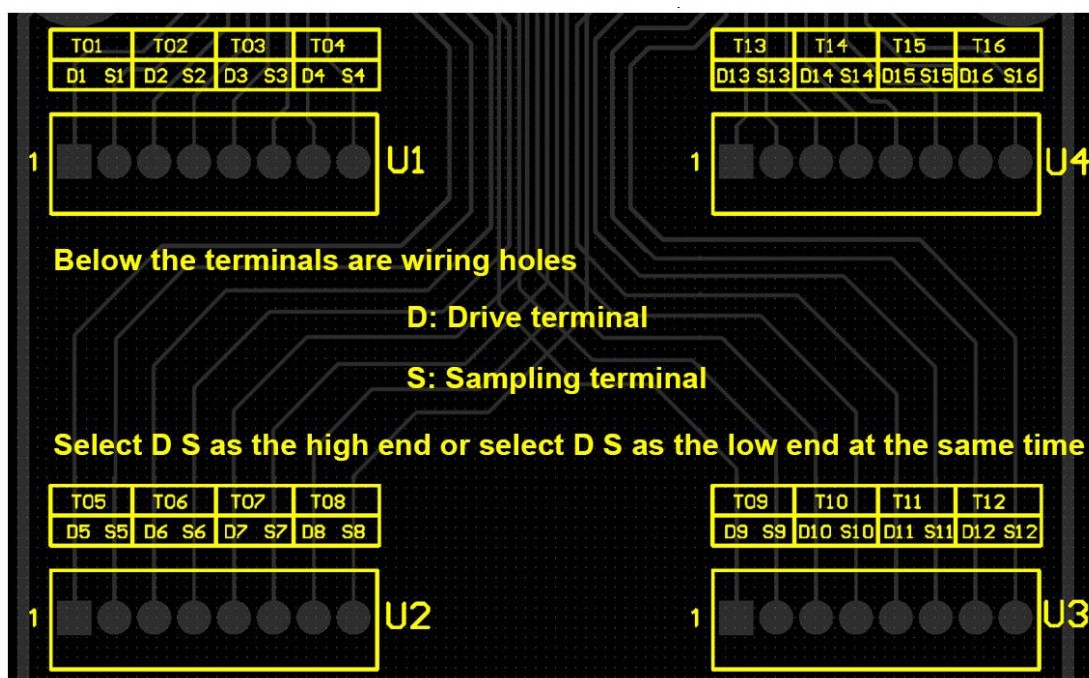 T01 T02 T03 T04
D1 S1 D2 S2 D3 S3 D4 S4
1 U1
T13 T14 T15 T16
D13 S13 D14 S14 D15 S15 D16 S16
1 U4
Below the terminals are wiring holes
D: Drive terminal
S: Sampling terminal
Select D S as the high end or select D S as the low end at the same time
T05 T06 T07 T08
D5 S5 D6 S6 D7 S7 D8 S8
1 U2
T09 T10 T11 T12
D9 S9 D10 S10 D11 S11 D12 S12
1 U3